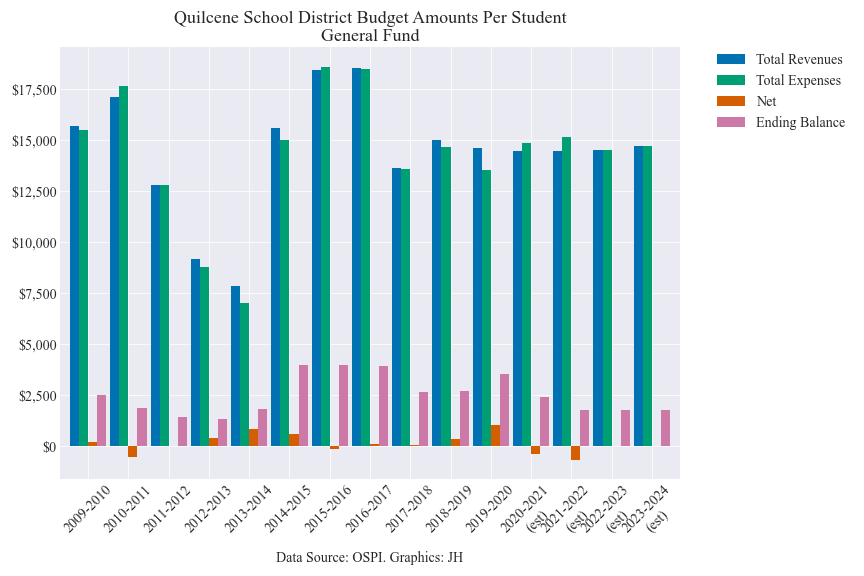 Quilcene School District Budget Amounts Per Student
General Fund
Total Revenues
Total Expenses
Net
Ending Balance
$17,500
$15,000
$12,500
$10,000
$7,500
$5,000
$2,500
$0
2009-2010
2010-2011
2011-2012
2012-2013
2013-2014
2014-2015
2015-2016
2016-2017
2017-2018
2018-2019
2019-2020
2020-2021
(est)
2021-2022
(est)
2022-2023
(est)
2023-2024
(est)
Data Source: OSPI. Graphics: JH